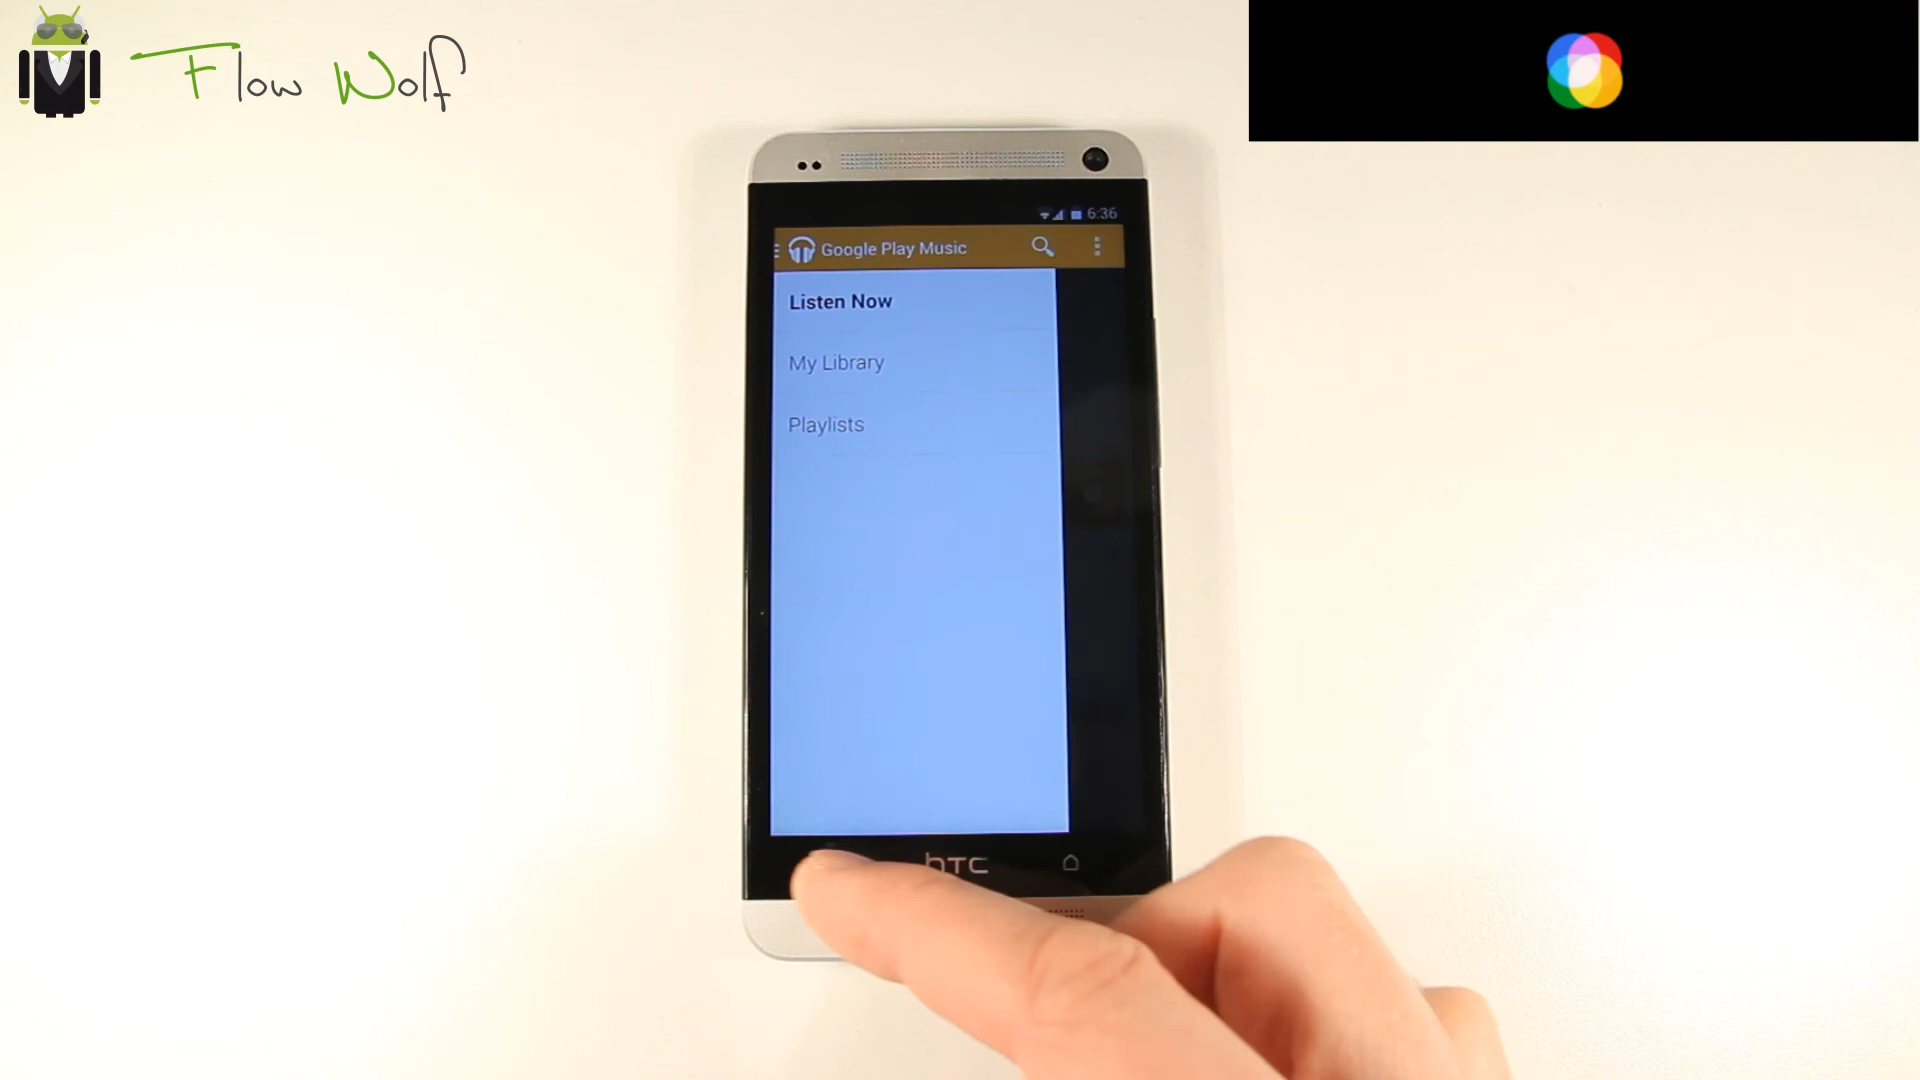 Flow Wolf
6:36
Google Play Music
Listen Now
My Library
Playlists
hTC